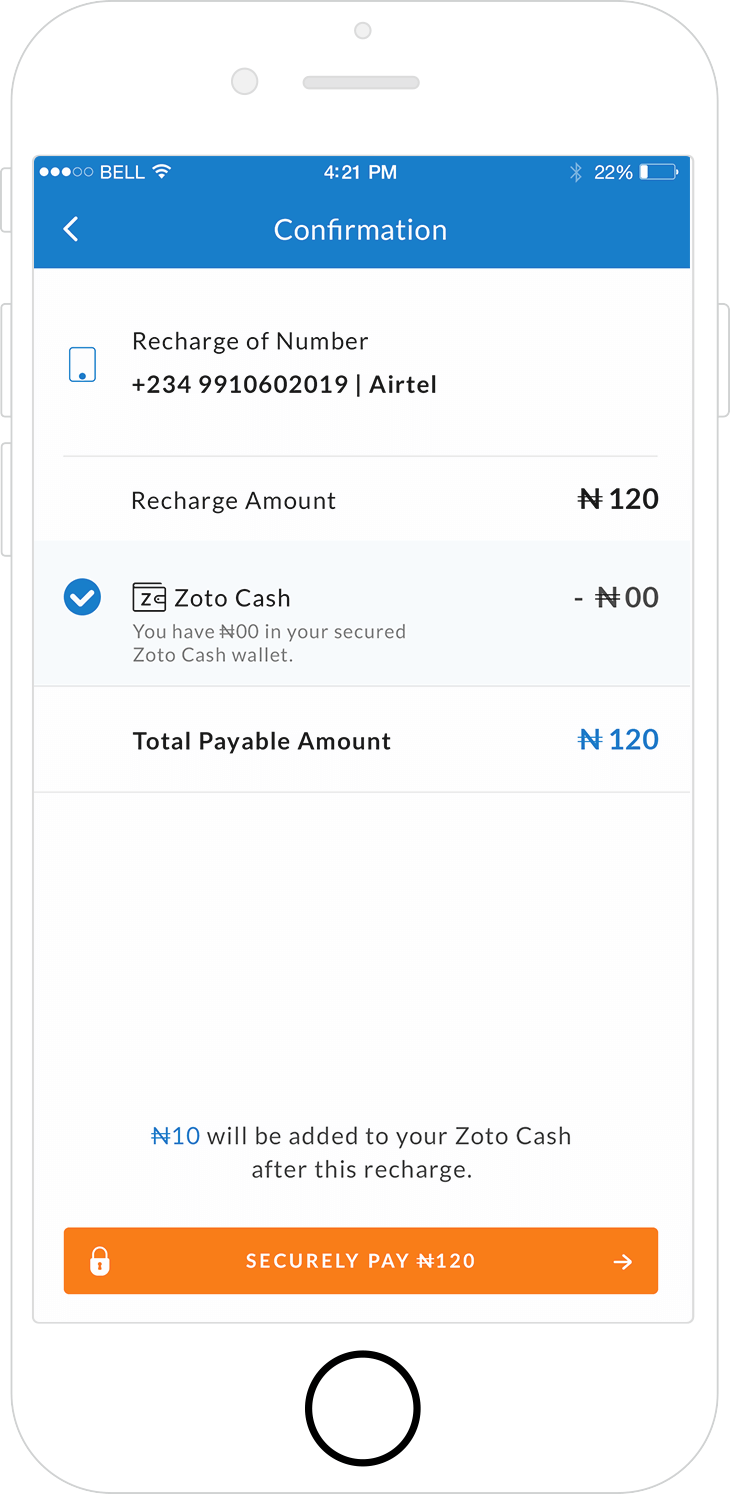 BELL 4:21 PM 22%
Confirmation
Recharge of Number
+234 9910602019 | Airtel
Recharge Amount ₦ 120
Zoto Cash - ₦00
You have ₦00 in your secured
Zoto Cash wallet.
Total Payable Amount ₦ 120
₦10 will be added to your Zoto Cash
after this recharge.
SECURELY PAY ₦120